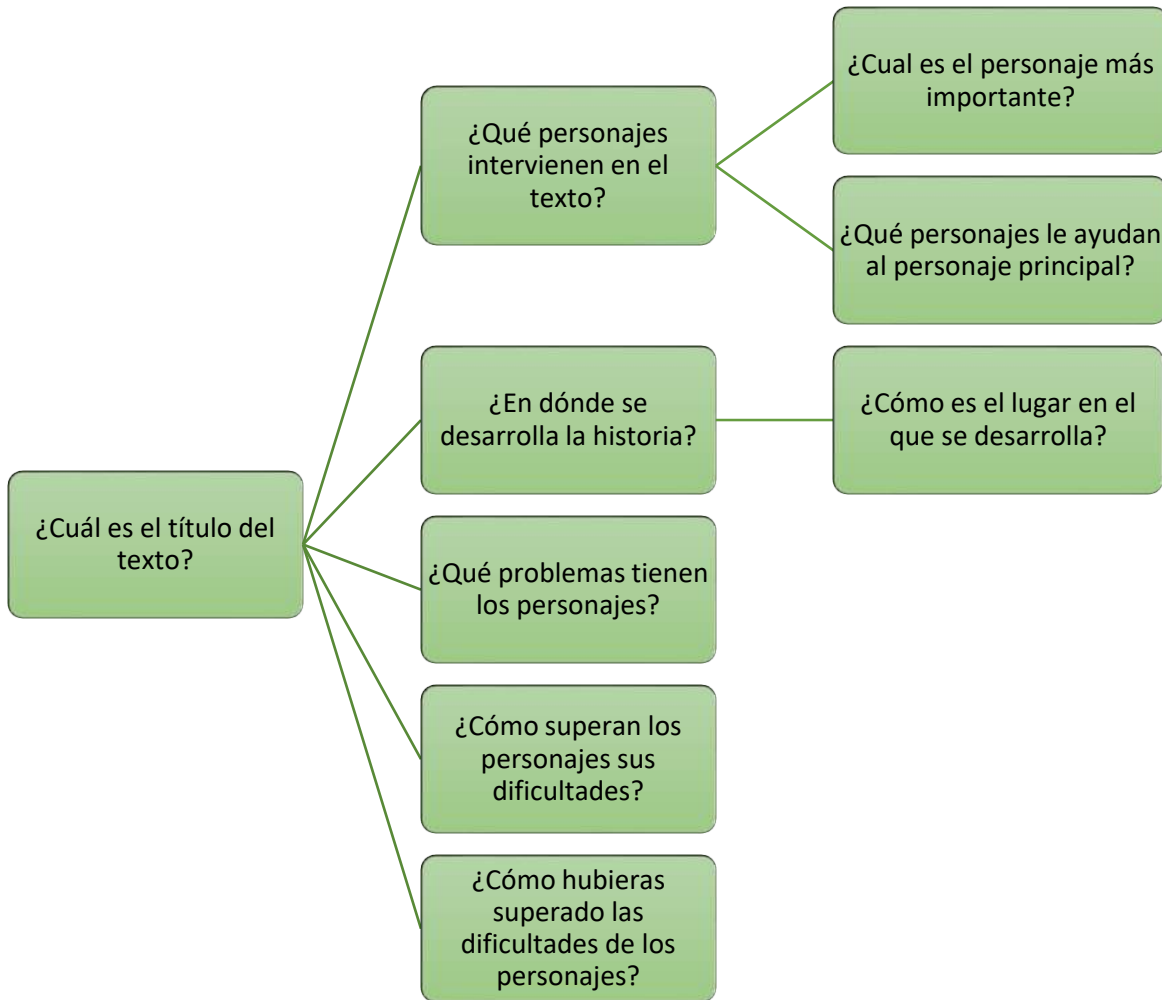 ¿Cuál es el título del
texto?
¿Qué personajes
intervienen en el
texto?
¿Cual es el personaje más
importante?
¿Qué personajes le ayudan
al personaje principal?
¿En dónde se
desarrolla la historia?
¿Cómo es el lugar en el
que se desarrolla?
¿Qué problemas tienen
los personajes?
¿Cómo superan los
personajes sus
dificultades?
¿Cómo hubieras
superado las
dificultades de los
personajes?